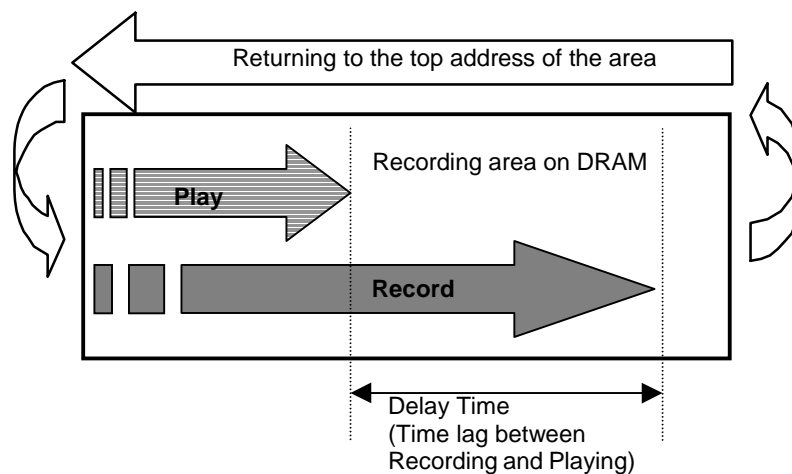 Returning to the top address of the area
Recording area on DRAM
Play
Record
Delay Time
(Time lag between
Recording and Playing)